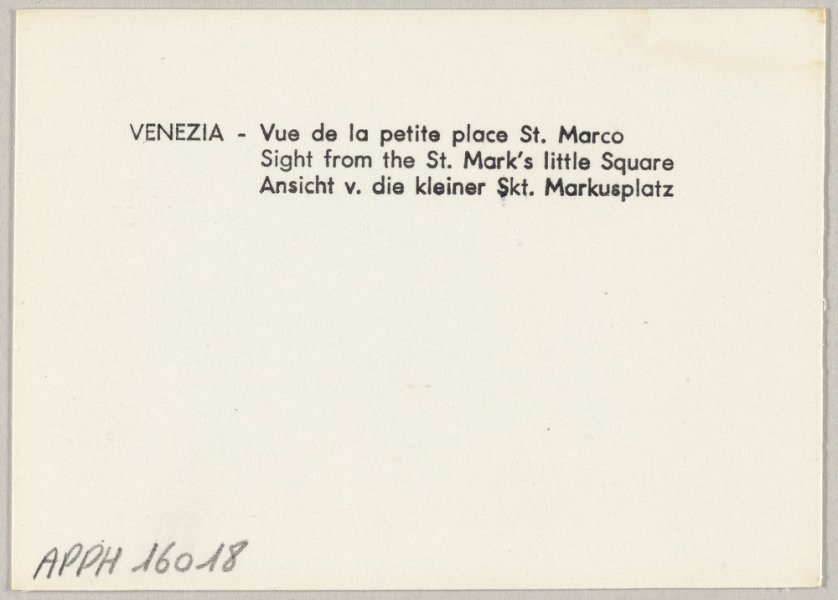 VENEZIA - Vue de la petite place St. Marco
Sight from the St. Mark's little Square
Ansicht v. die kleiner Skt. Markusplatz
APPH 16018